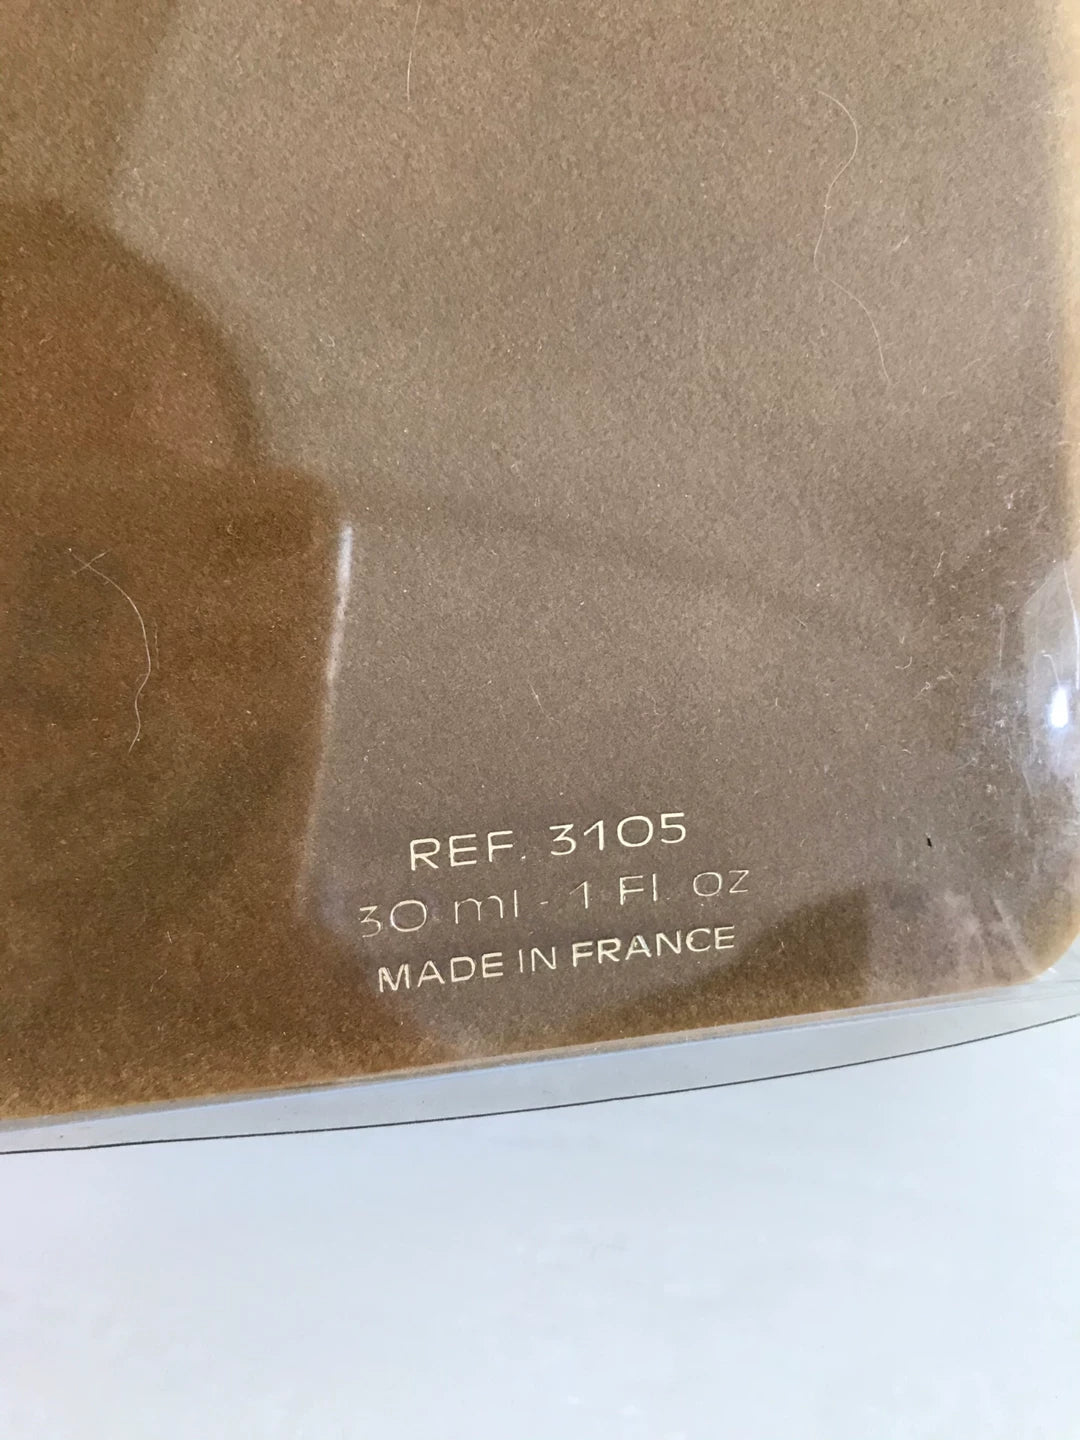 REF. 3105
30 ml - 1 Fl. oz
MADE IN FRANCE